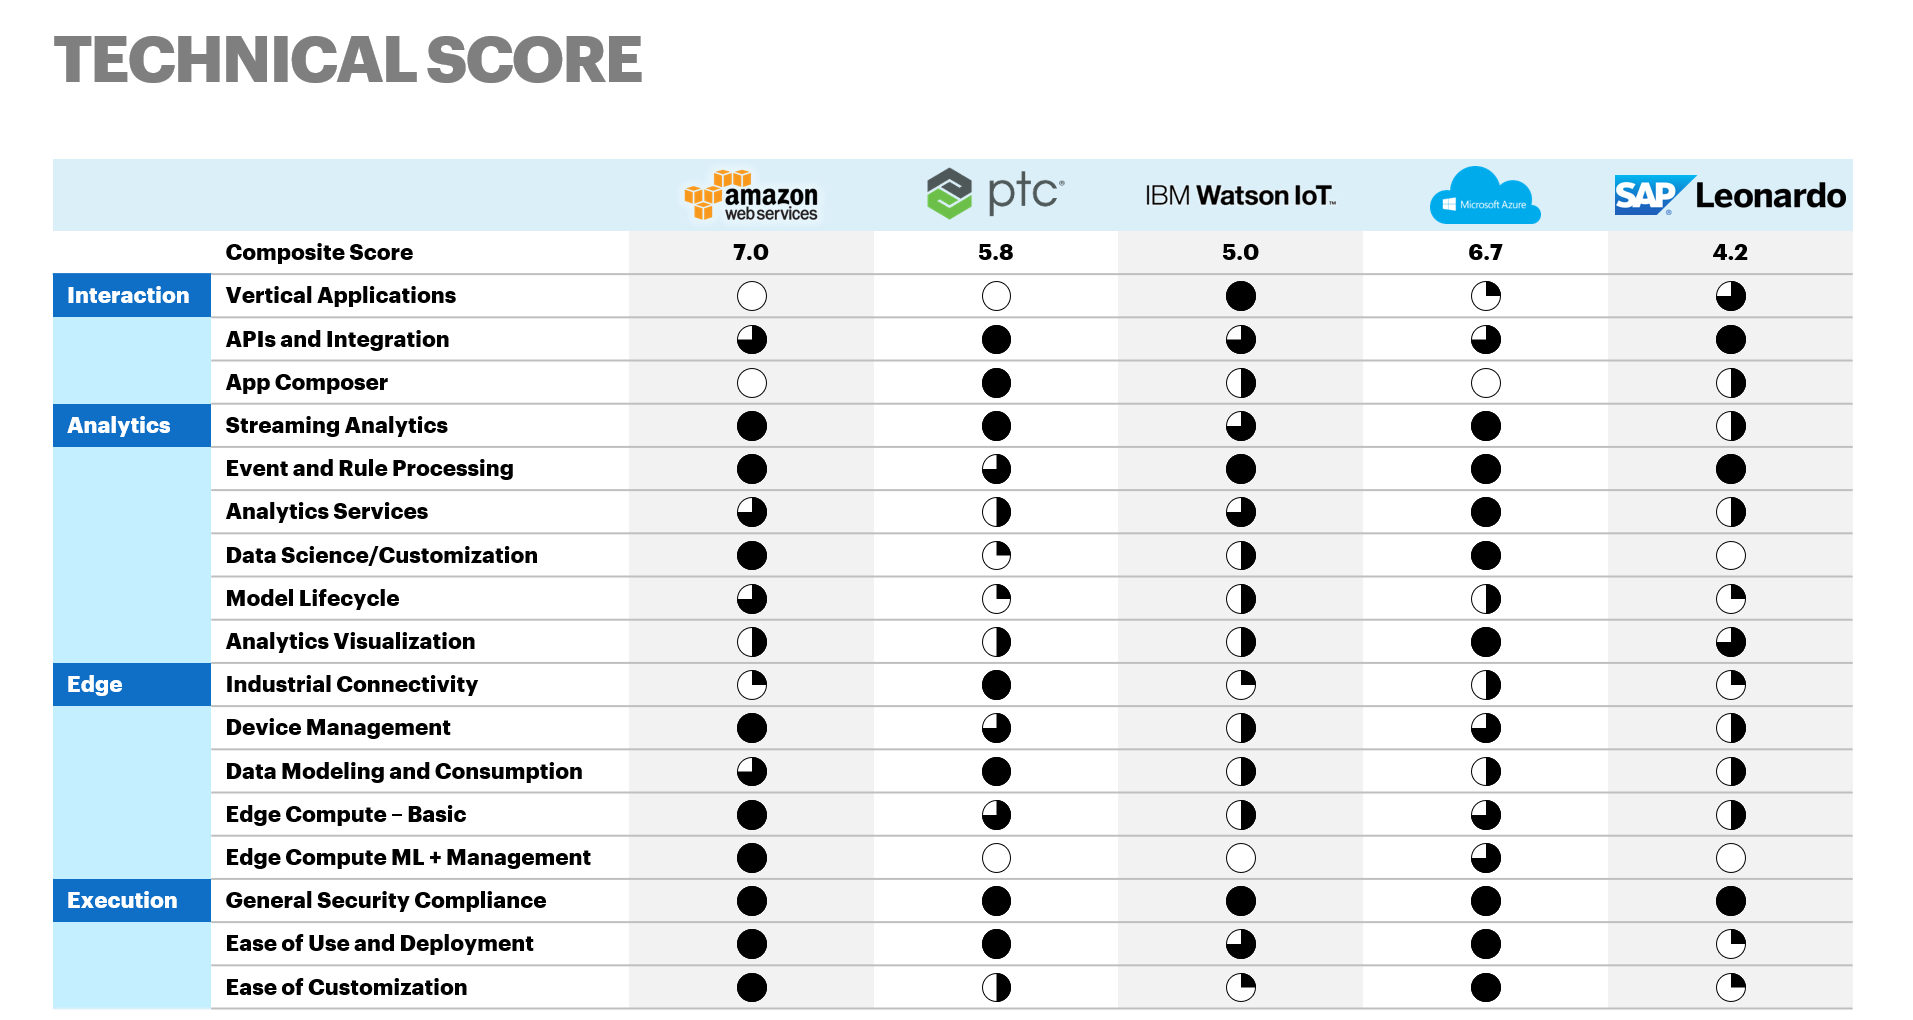 TECHNICAL SCORE
amazon web services ptc® IBM Watson IoT™ Microsoft Azure SAP® Leonardo
Composite Score 7.0 5.8 5.0 6.7 4.2
Interaction Vertical Applications
APIs and Integration
App Composer
Analytics Streaming Analytics
Event and Rule Processing
Analytics Services
Data Science/Customization
Model Lifecycle
Analytics Visualization
Edge Industrial Connectivity
Device Management
Data Modeling and Consumption
Edge Compute – Basic
Edge Compute ML + Management
Execution General Security Compliance
Ease of Use and Deployment
Ease of Customization